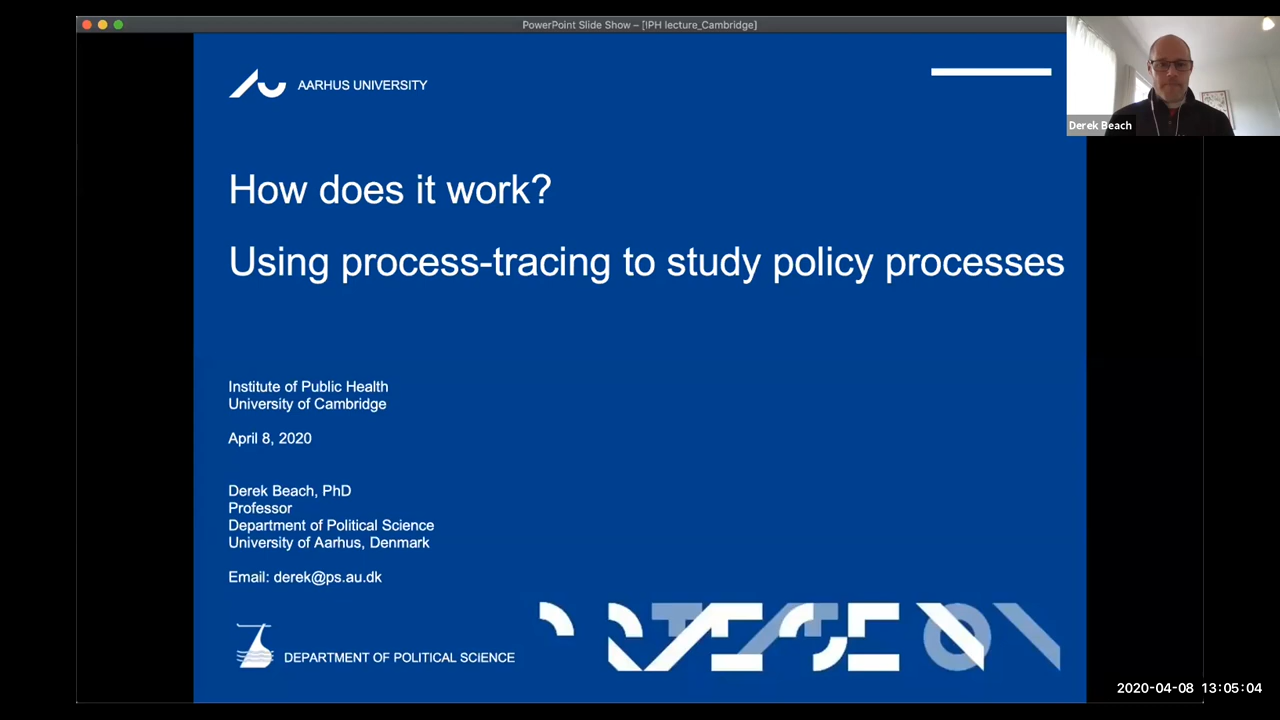 PowerPoint Slide Show – [IPH lecture_Cambridge]
AARHUS UNIVERSITY
Derek Beach
How does it work?
Using process-tracing to study policy processes
Institute of Public Health
University of Cambridge
April 8, 2020
Derek Beach, PhD
Professor
Department of Political Science
University of Aarhus, Denmark
Email: derek@ps.au.dk
DEPARTMENT OF POLITICAL SCIENCE
2020-04-08 13:05:04